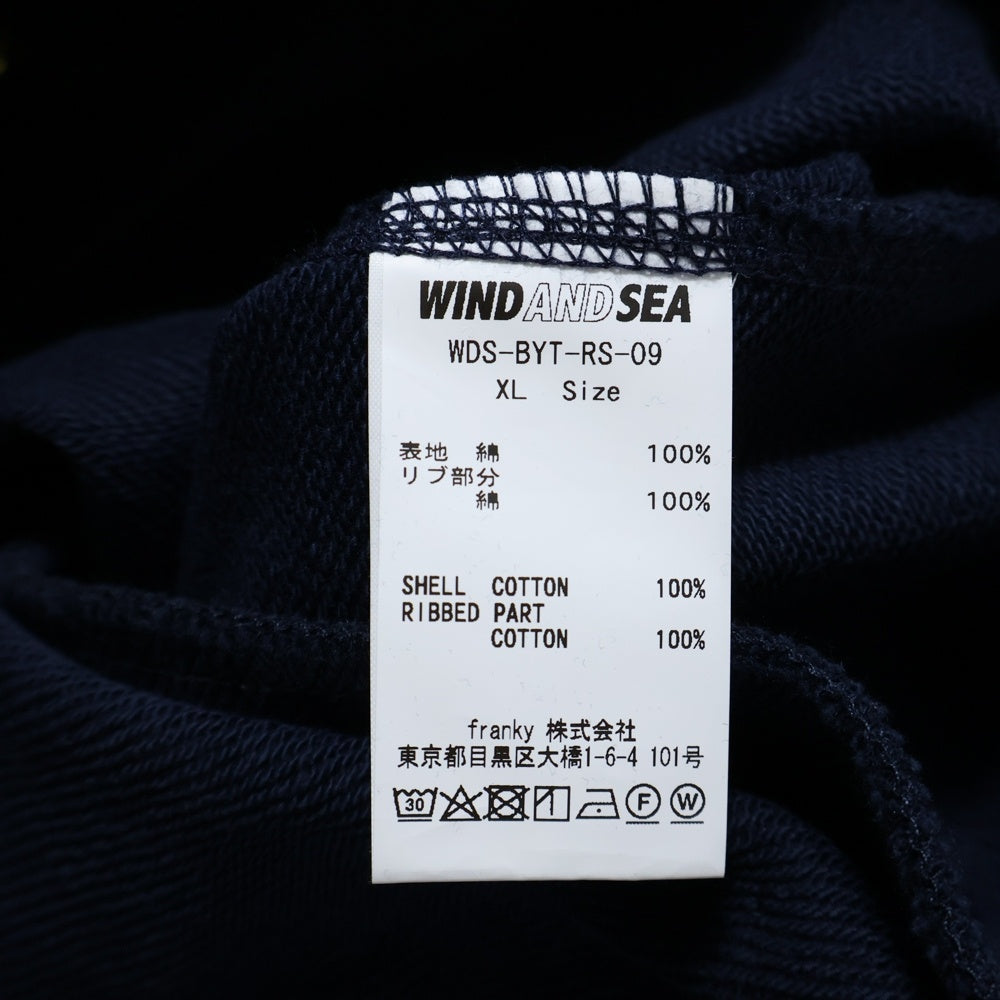 WINDANDSEA
WDS-BYT-RS-09
XL Size
表地 綿 100%
リブ部分
綿 100%
SHELL COTTON 100%
RIBBED PART
COTTON 100%
franky 株式会社
東京都目黒区大橋1-6-4 101号
30 F W